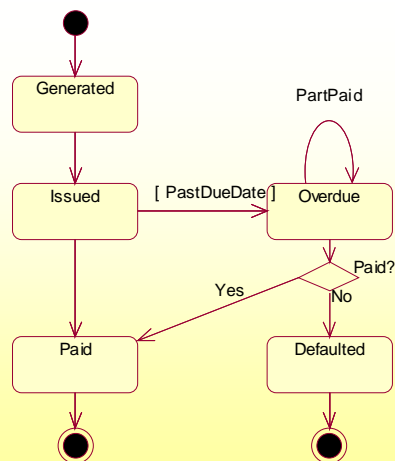 Generated
PartPaid
Issued
[ PastDueDate ]
Overdue
Paid?
Yes
No
Paid
Defaulted